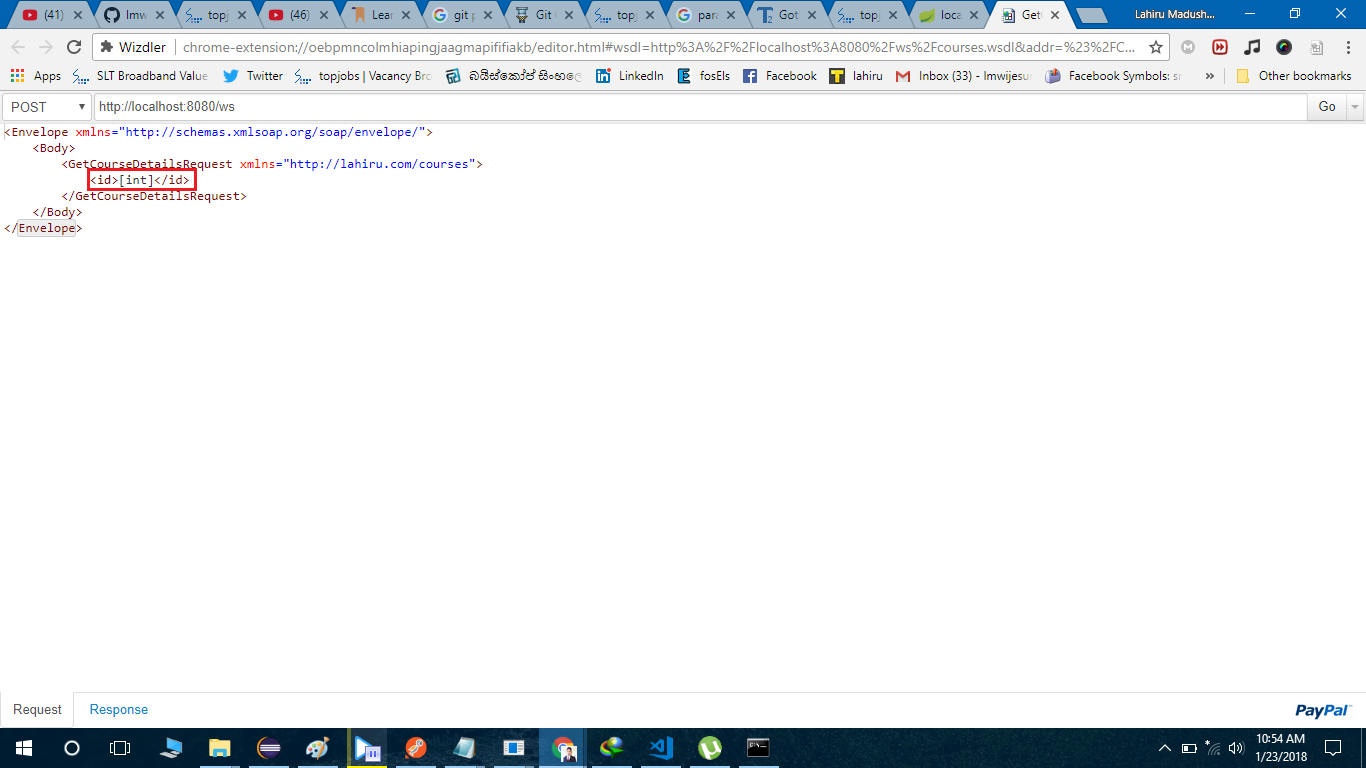 (41) Imw topj (46) Lear git p Git topj para Got topj loca Get Lahiru Madush...
Wizdler chrome-extension://oebpmncolmhiapingjaagmapififiakb/editor.html#wsdl=http%3A%2F%2Flocalhost%3A8080%2Fws%2Fcourses.wsdl&addr=%23%2FC...
Apps SLT Broadband Value Twitter topjobs | Vacancy Bro බයිස්කෝප් සිංහලෙ LinkedIn fosEls Facebook lahiru Inbox (33) - Imwijesu Facebook Symbols: sm » Other bookmarks
POST http://localhost:8080/ws Go
<Envelope xmlns="http://schemas.xmlsoap.org/soap/envelope/">
<Body>
<GetCourseDetailsRequest xmlns="http://lahiru.com/courses">
<id>[int]</id>
</GetCourseDetailsRequest>
</Body>
</Envelope>
Request Response PayPal
10:54 AM
1/23/2018